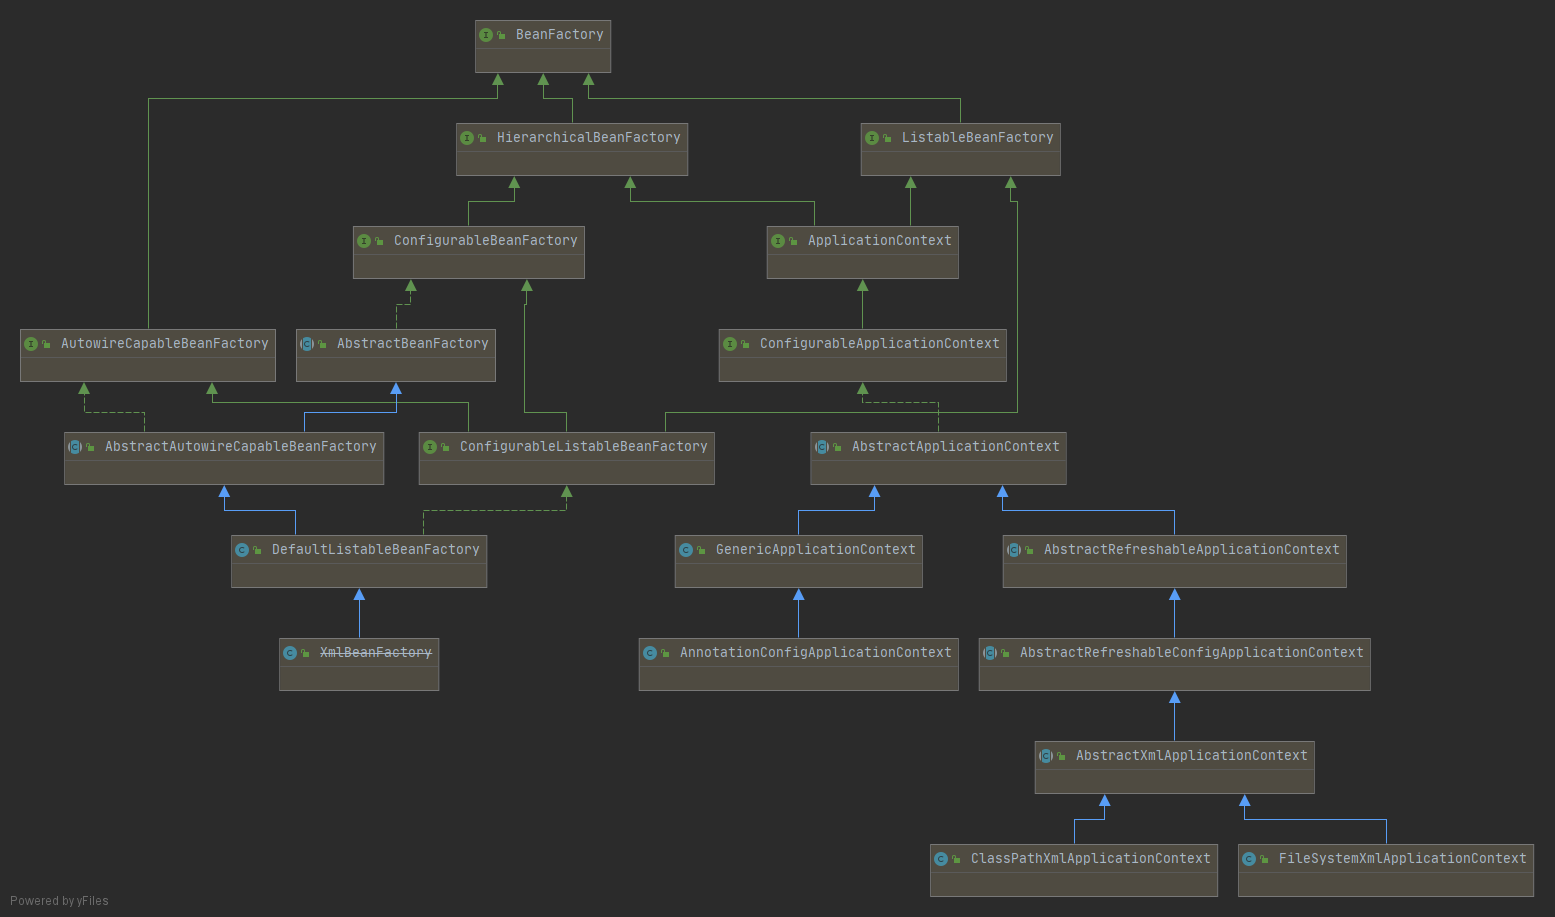 BeanFactory
HierarchicalBeanFactory
ListableBeanFactory
ConfigurableBeanFactory
ApplicationContext
AutowireCapableBeanFactory
AbstractBeanFactory
ConfigurableApplicationContext
AbstractAutowireCapableBeanFactory
ConfigurableListableBeanFactory
AbstractApplicationContext
DefaultListableBeanFactory
GenericApplicationContext
AbstractRefreshableApplicationContext
XmlBeanFactory
AnnotationConfigApplicationContext
AbstractRefreshableConfigApplicationContext
AbstractXmlApplicationContext
ClassPathXmlApplicationContext
FileSystemXmlApplicationContext
Powered by yFiles